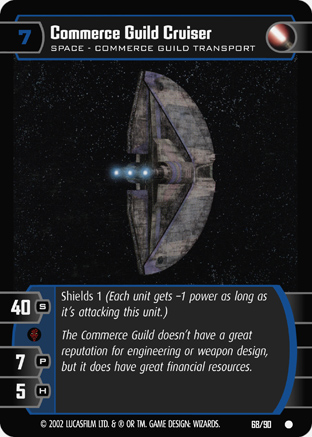 7 Commerce Guild Cruiser
SPACE - COMMERCE GUILD TRANSPORT
40 S
Shields 1 (Each unit gets –1 power as long as
it's attacking this unit.)
The Commerce Guild doesn't have a great
reputation for engineering or weapon design,
but it does have great financial resources.
7 P
5 H
© 2002 LUCASFILM LTD. & ® OR TM. GAME DESIGN: WIZARDS. 68/90